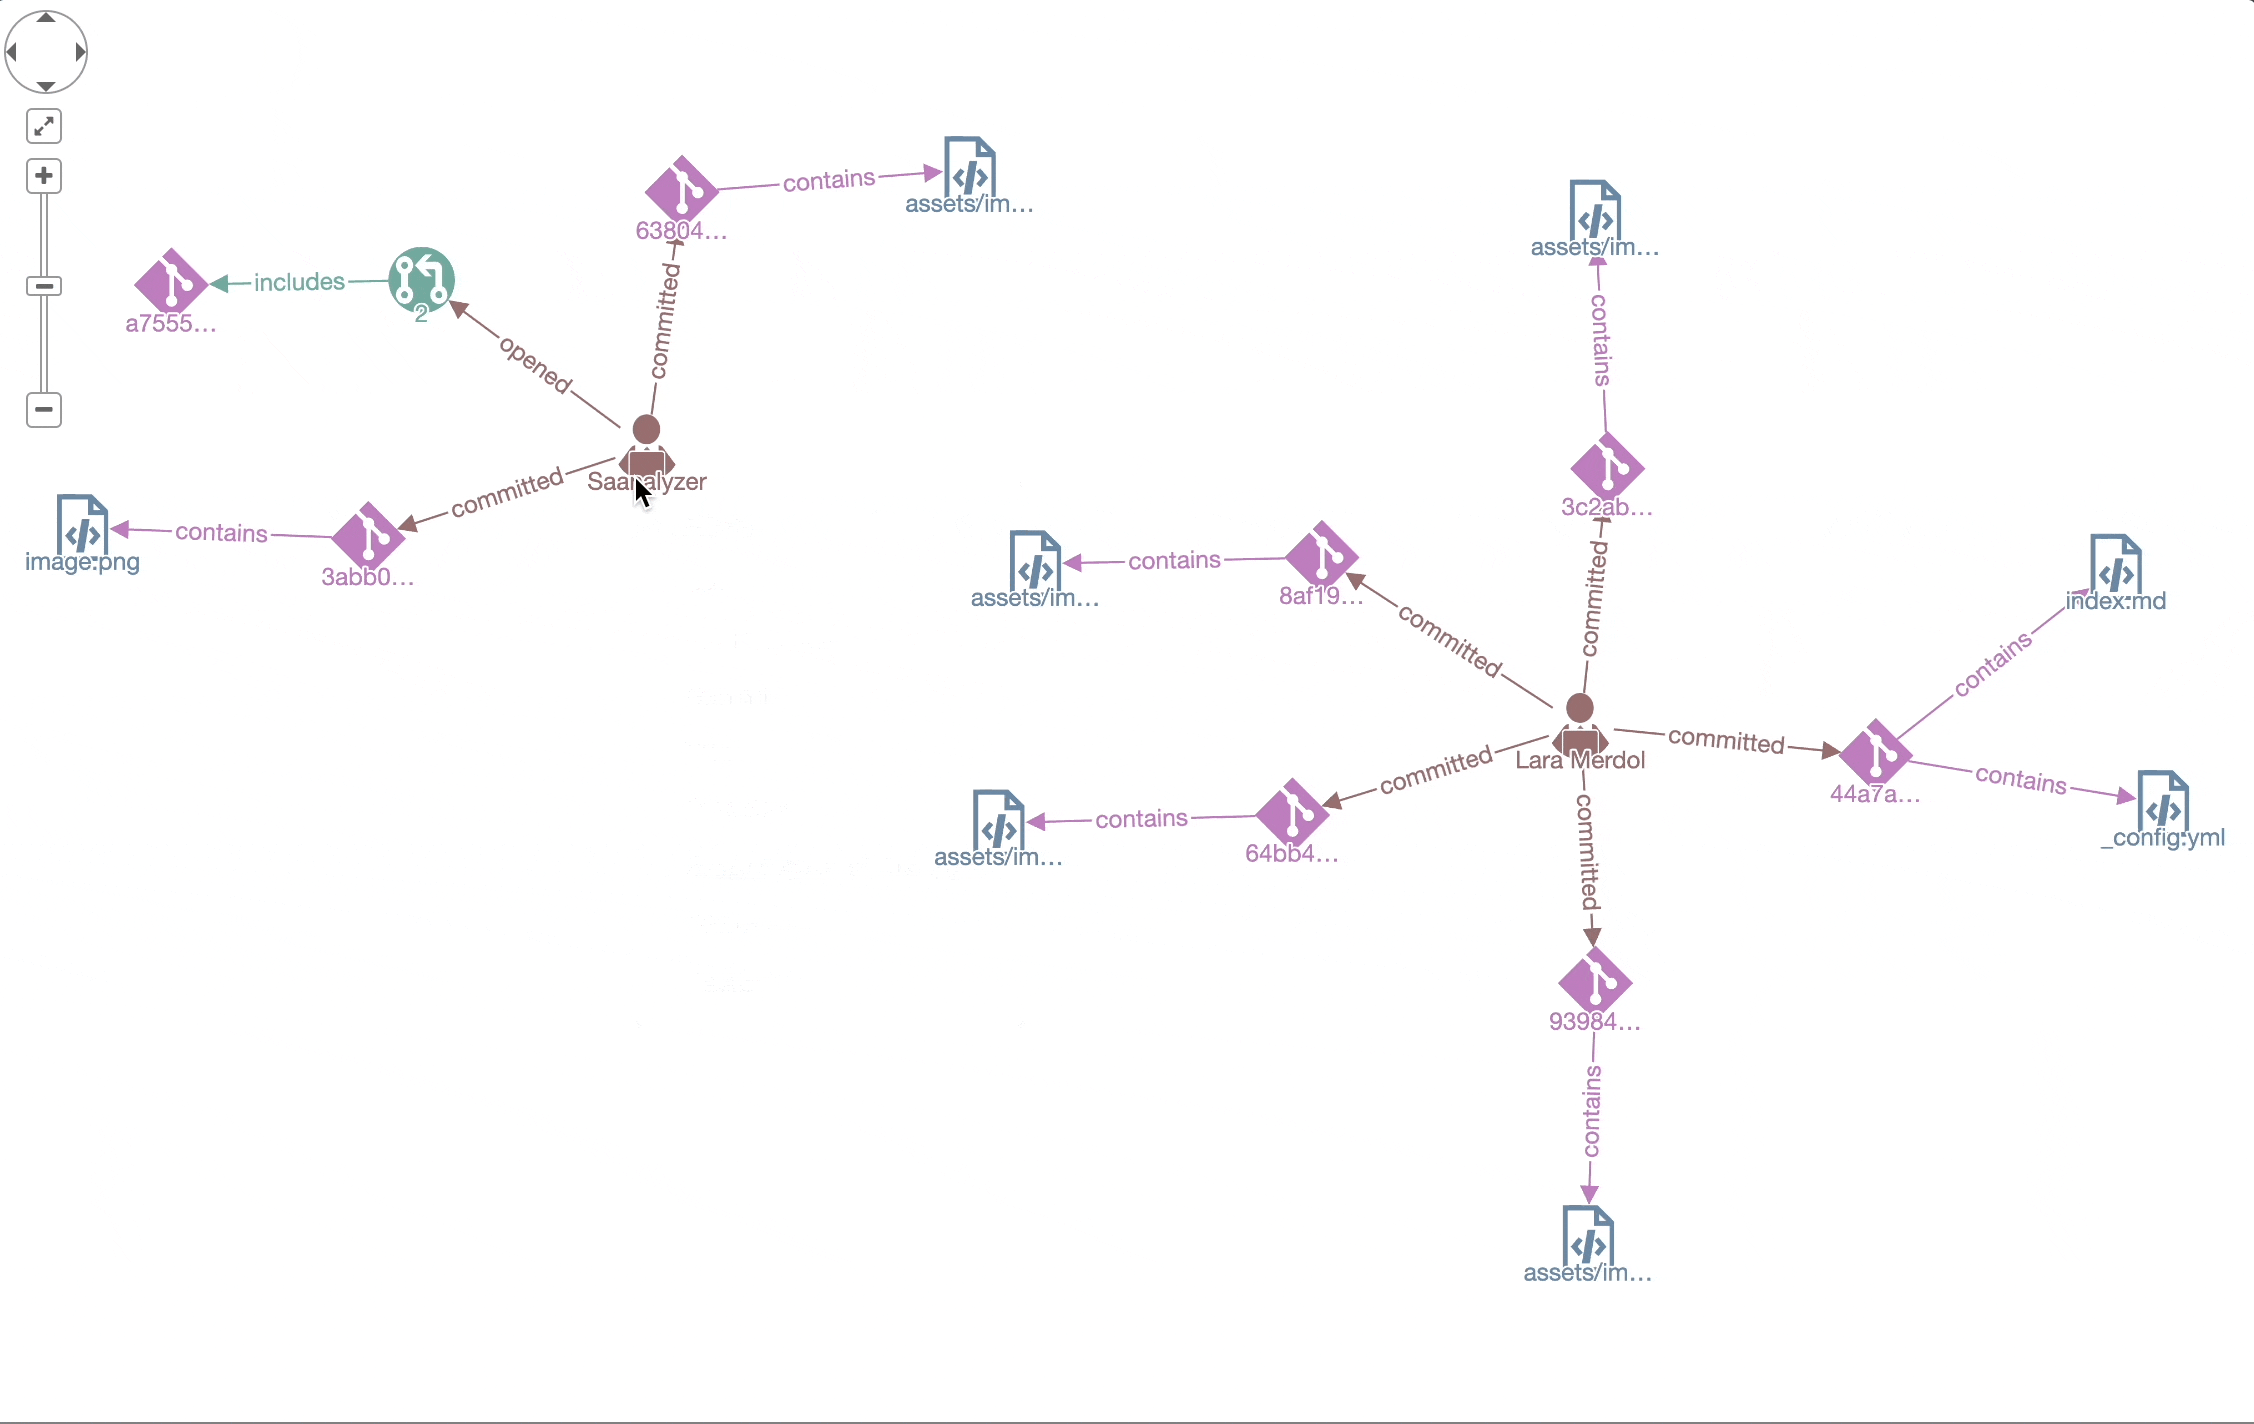 contains
assets/im...
63804...
committed
includes
2
a7555...
opened
committed
contains
image.png
3abb0...
assets/im...
contains
3c2ab...
committed
contains
assets/im...
8af19...
committed
Lara Merdol
committed
contains
index.md
44a7a...
contains
_config.yml
committed
contains
assets/im...
64bb4...
committed
93984...
contains
assets/im...